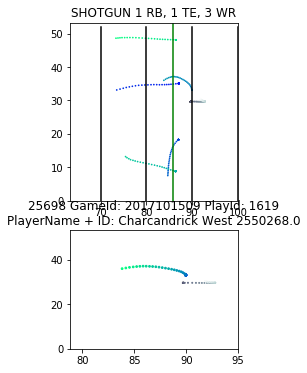 SHOTGUN 1 RB, 1 TE, 3 WR
50
40
30
20
10
0
70 80 90 100
25698 GameId: 2017101509 PlayId: 1619
PlayerName + ID: Charcandrick West 2550268.0
40
20
0
80 85 90 95